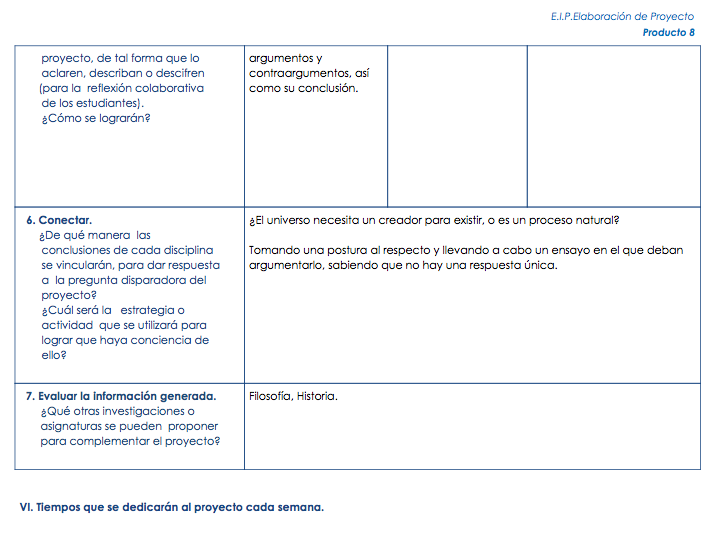 E.I.P.Elaboración de Proyecto
Producto 8
proyecto, de tal forma que lo
aclaren, describan o descifren
(para la reflexión colaborativa
de los estudiantes).
¿Cómo se lograrán?
argumentos y
contraargumentos, así
como su conclusión.
6. Conectar.
¿De qué manera las
conclusiones de cada disciplina
se vincularán, para dar respuesta
a la pregunta disparadora del
proyecto?
¿Cuál será la estrategia o
actividad que se utilizará para
lograr que haya conciencia de
ello?
¿El universo necesita un creador para existir, o es un proceso natural?
Tomando una postura al respecto y llevando a cabo un ensayo en el que deban
argumentarlo, sabiendo que no hay una respuesta única.
7. Evaluar la información generada.
¿Qué otras investigaciones o
asignaturas se pueden proponer
para complementar el proyecto?
Filosofía, Historia.
VI. Tiempos que se dedicarán al proyecto cada semana.